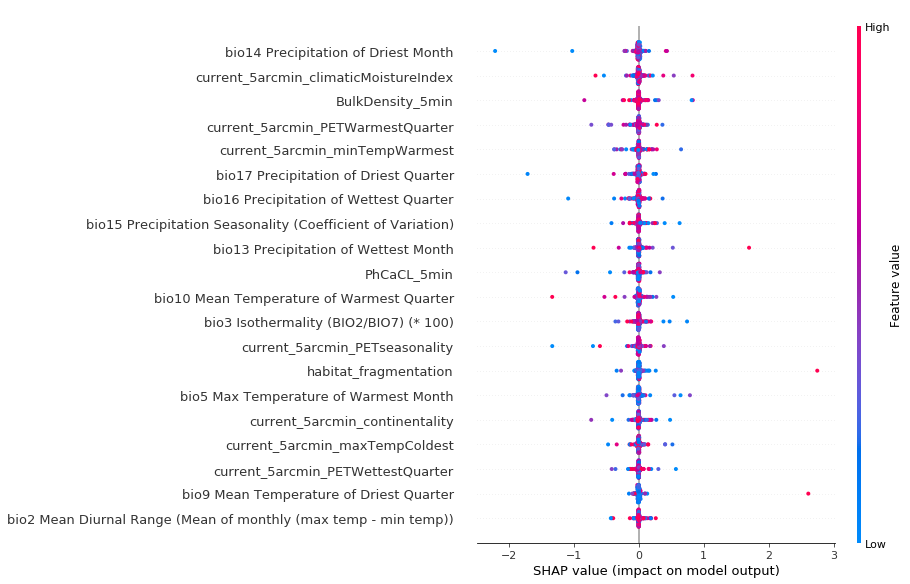 High
bio14 Precipitation of Driest Month
current_5arcmin_climaticMoistureIndex
BulkDensity_5min
current_5arcmin_PETWarmestQuarter
current_5arcmin_minTempWarmest
bio17 Precipitation of Driest Quarter
bio16 Precipitation of Wettest Quarter
bio15 Precipitation Seasonality (Coefficient of Variation)
bio13 Precipitation of Wettest Month
PhCaCL_5min
bio10 Mean Temperature of Warmest Quarter
bio3 Isothermality (BIO2/BIO7) (* 100)
current_5arcmin_PETseasonality
habitat_fragmentation
bio5 Max Temperature of Warmest Month
current_5arcmin_continentality
current_5arcmin_maxTempColdest
current_5arcmin_PETWettestQuarter
bio9 Mean Temperature of Driest Quarter
bio2 Mean Diurnal Range (Mean of monthly (max temp - min temp))
Feature value
Low
−2 −1 0 1 2 3
SHAP value (impact on model output)